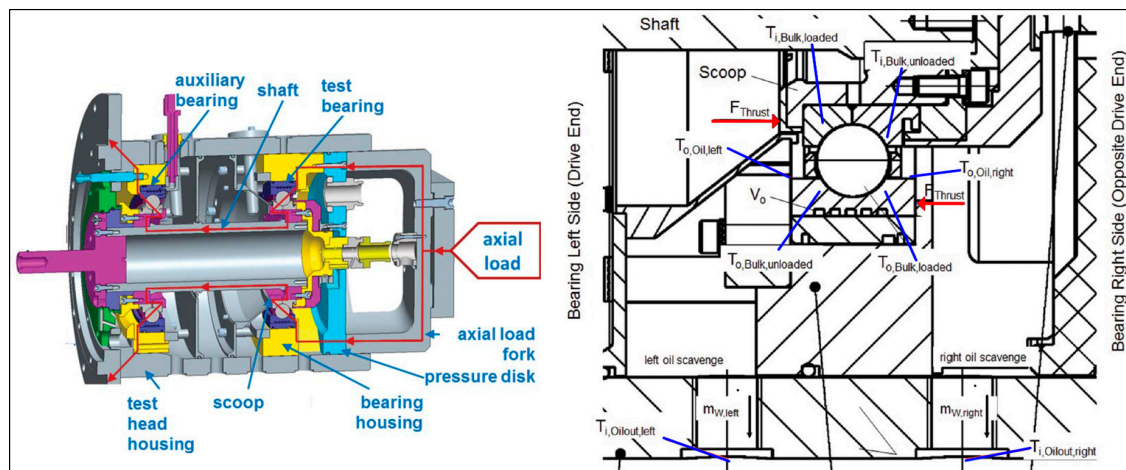 auxiliary
bearing
shaft
test
bearing
axial
load
axial load
fork
pressure disk
bearing
housing
scoop
test
head
housing
Bearing Left Side (Drive End)
Shaft
Ti,Bulk,loaded
Scoop
Ti,Bulk,unloaded
FThrust
To,Oil,left
To,Oil,right
Vo
FThrust
To,Bulk,unloaded
To,Bulk,loaded
left oil scavenge
right oil scavenge
mW,left
mW,right
Ti,Oilout,left
Ti,Oilout,right
Bearing Right Side (Opposite Drive End)